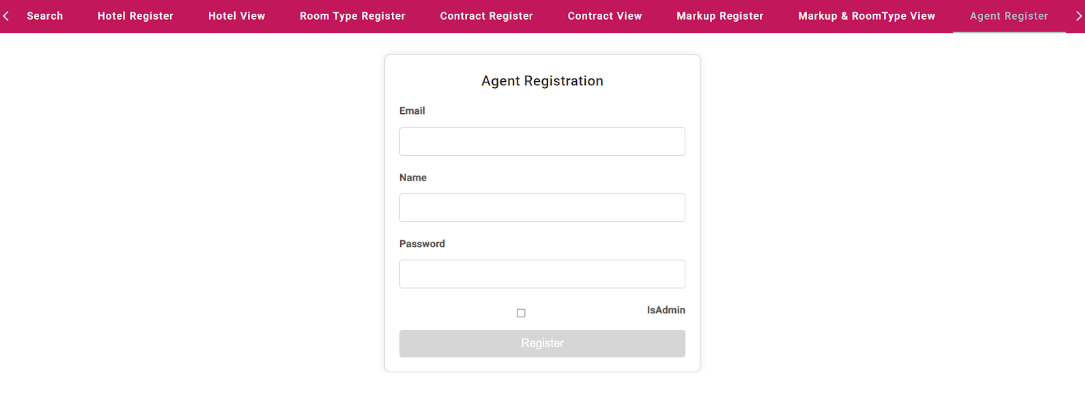 Search Hotel Register Hotel View Room Type Register Contract Register Contract View Markup Register Markup & RoomType View Agent Register
Agent Registration
Email
Name
Password
IsAdmin
Register